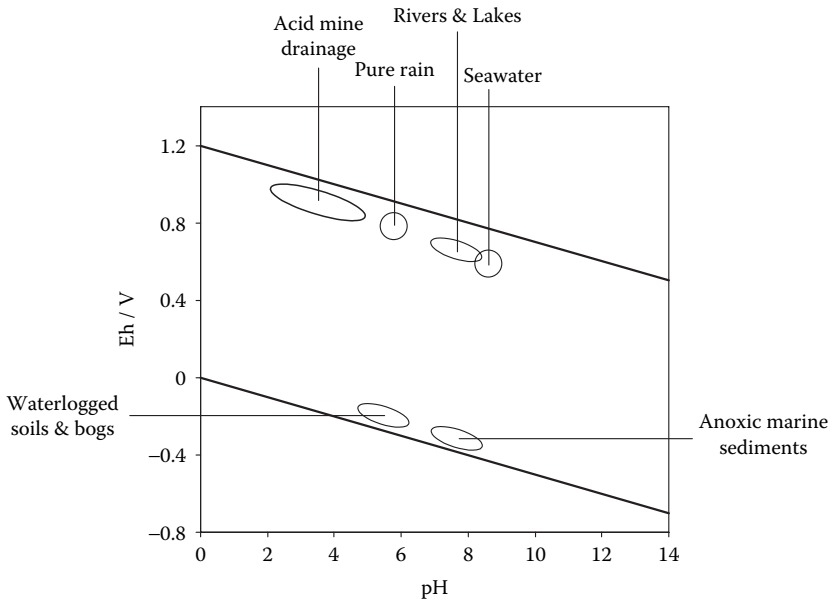 Rivers & Lakes
Acid mine
drainage
Pure rain
Seawater
1.2
0.8
0.4
0
−0.4
−0.8
Eh / V
Waterlogged
soils & bogs
Anoxic marine
sediments
0 2 4 6 8 10 12 14
pH